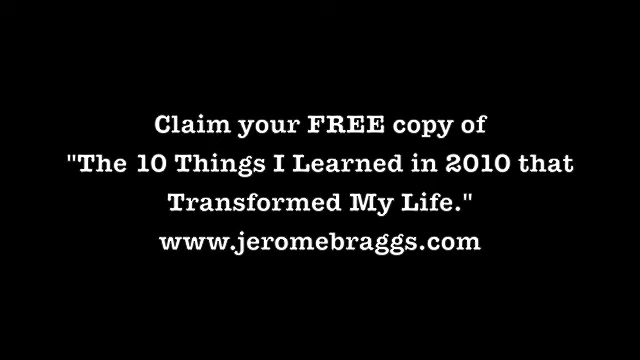 Claim your FREE copy of
"The 10 Things I Learned in 2010 that
Transformed My Life."
www.jeromebraggs.com